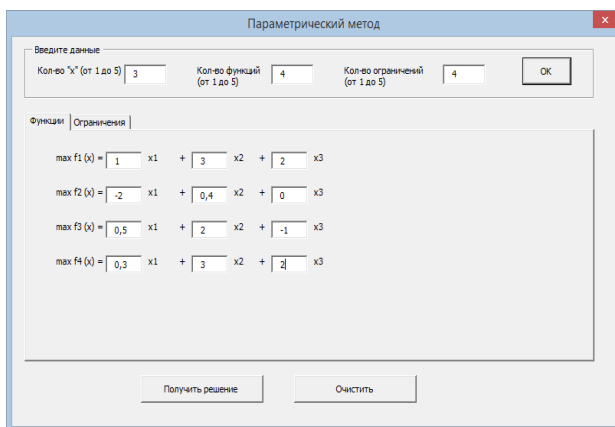 Параметрический метод
x
Введите данные
Кол-во "х" (от 1 до 5) 3 Кол-во функций (от 1 до 5) 4 Кол-во ограничений (от 1 до 5) 4 ОК
Функции Ограничения
max f1 (x) = 1 x1 + 3 x2 + 2 x3
max f2 (x) = -2 x1 + 0,4 x2 + 0 x3
max f3 (x) = 0,5 x1 + 2 x2 + -1 x3
max f4 (x) = 0,3 x1 + 3 x2 + 2 x3
Получить решение Очистить